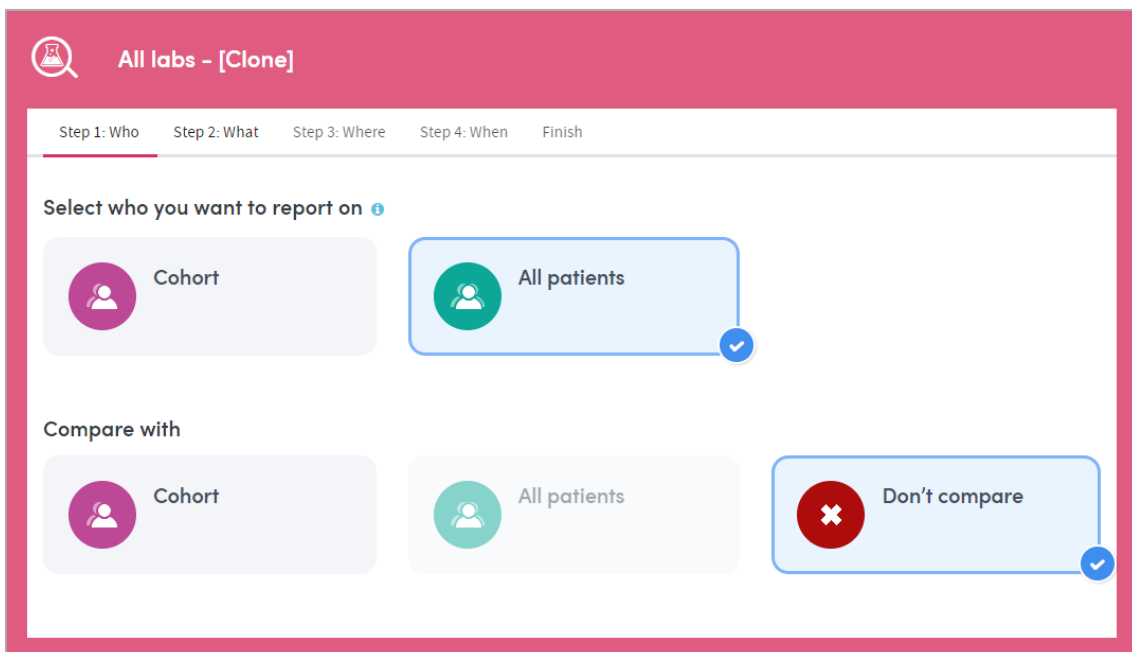 All labs - [Clone]
Step 1: Who Step 2: What Step 3: Where Step 4: When Finish
Select who you want to report on
Cohort All patients
Compare with
Cohort All patients Don't compare